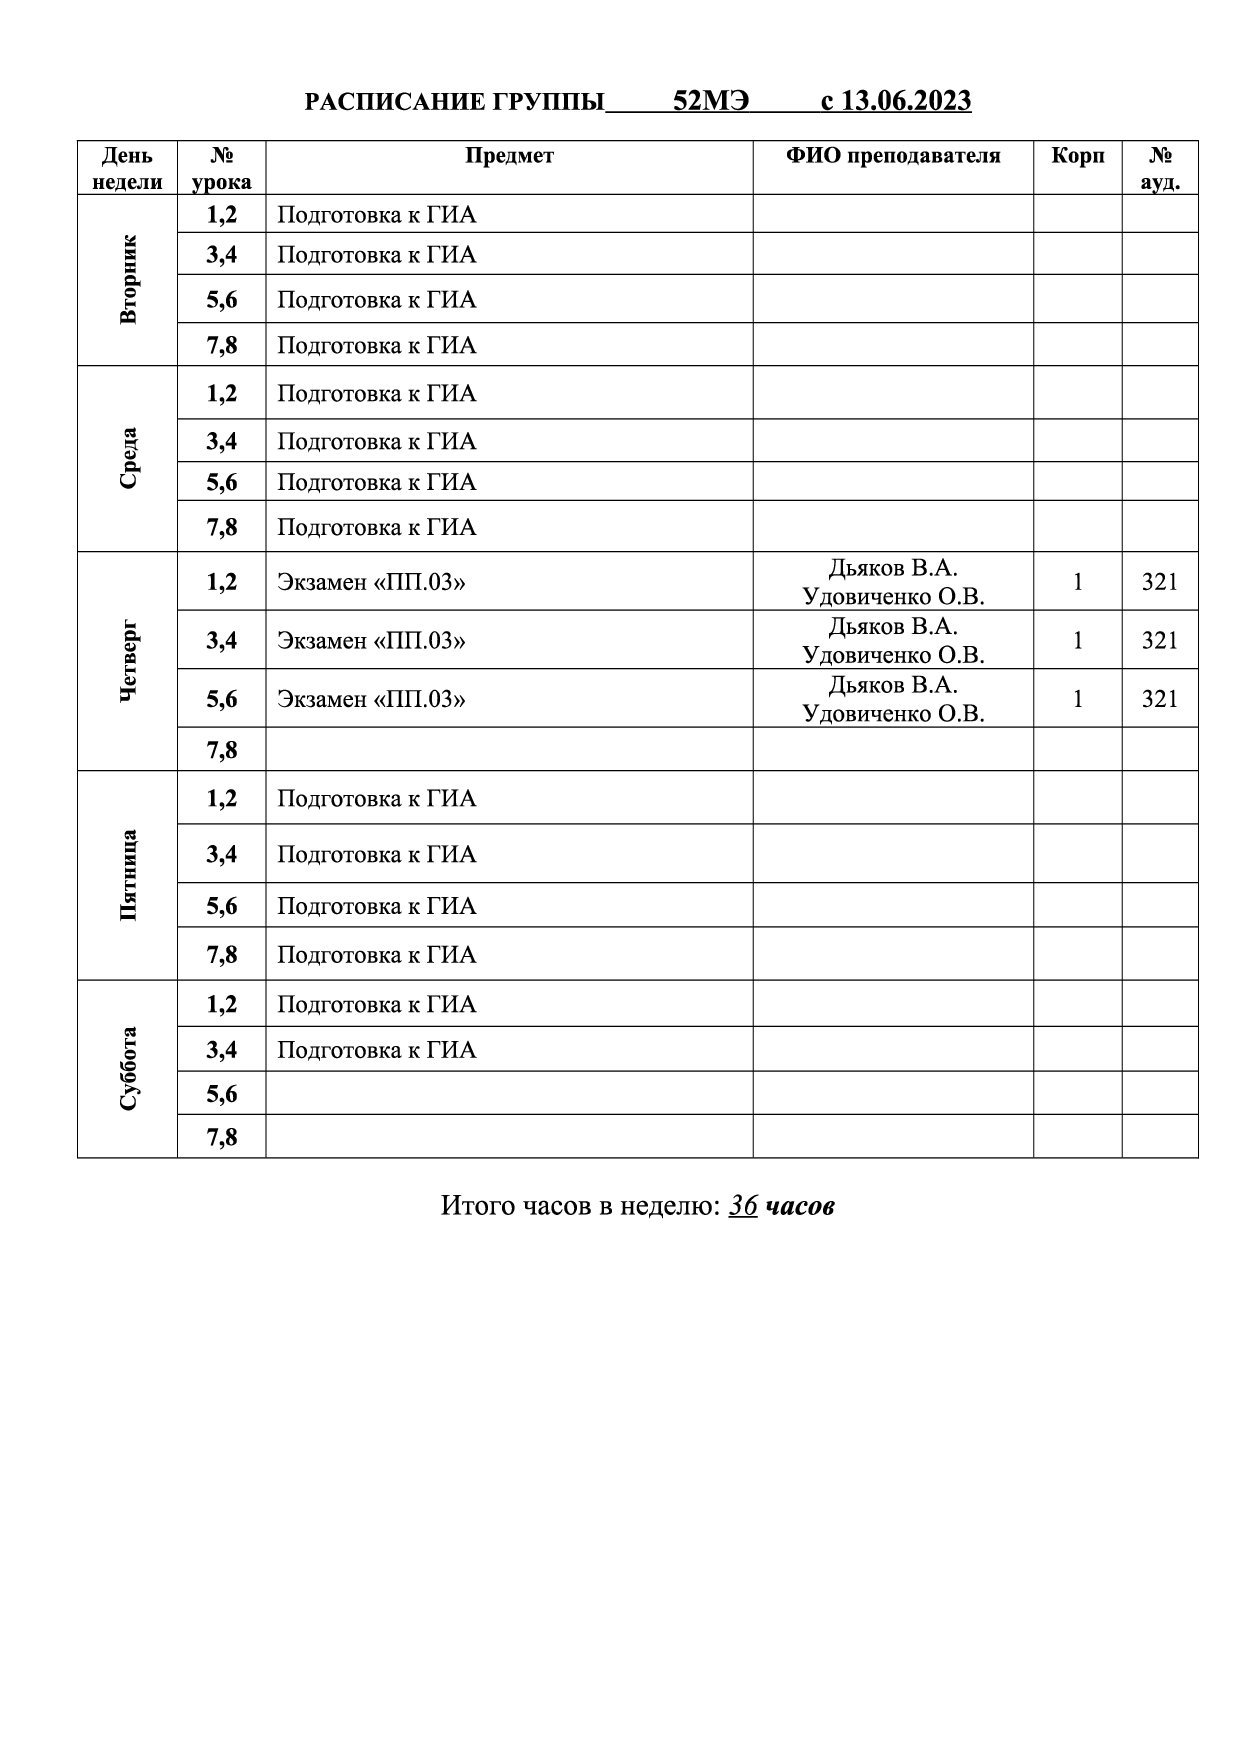 РАСПИСАНИЕ ГРУППЫ 52МЭ с 13.06.2023
День недели № урока Предмет ФИО преподавателя Корп № ауд.
Вторник
1,2 Подготовка к ГИА
3,4 Подготовка к ГИА
5,6 Подготовка к ГИА
7,8 Подготовка к ГИА
Среда
1,2 Подготовка к ГИА
3,4 Подготовка к ГИА
5,6 Подготовка к ГИА
7,8 Подготовка к ГИА
Четверг
1,2 Экзамен «ПП.03» Дьяков В.А. Удовиченко О.В. 1 321
3,4 Экзамен «ПП.03» Дьяков В.А. Удовиченко О.В. 1 321
5,6 Экзамен «ПП.03» Дьяков В.А. Удовиченко О.В. 1 321
7,8
Пятница
1,2 Подготовка к ГИА
3,4 Подготовка к ГИА
5,6 Подготовка к ГИА
7,8 Подготовка к ГИА
Суббота
1,2 Подготовка к ГИА
3,4 Подготовка к ГИА
5,6
7,8
Итого часов в неделю: 36 часов